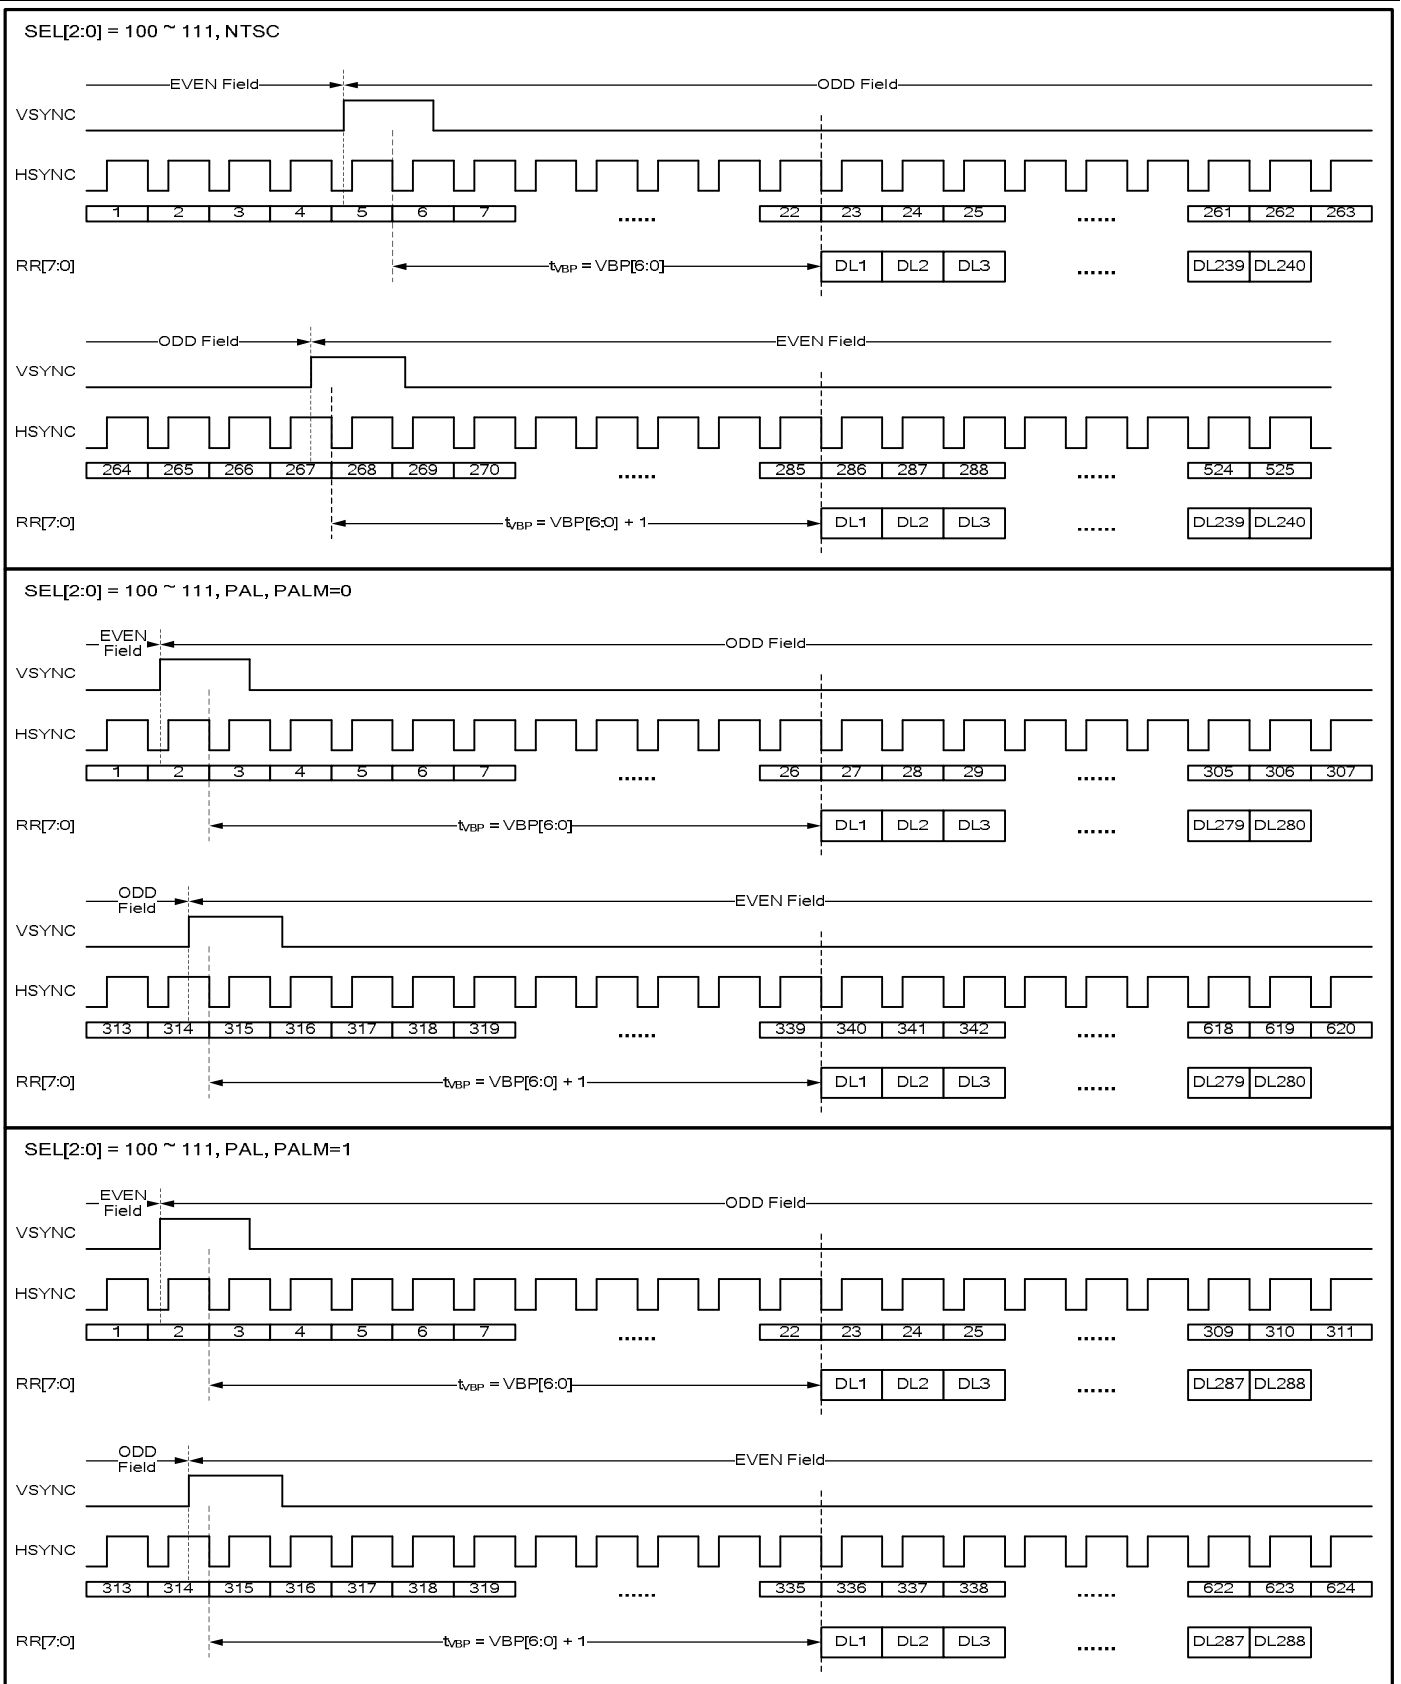 SEL[2:0] = 100 ~ 111, NTSC
EVEN Field ODD Field
VSYNC
HSYNC
1 2 3 4 5 6 7 ...... 22 23 24 25 ...... 261 262 263
RR[7:0] tVBP = VBP[6:0] DL1 DL2 DL3 ...... DL239 DL240
ODD Field EVEN Field
VSYNC
HSYNC
264 265 266 267 268 269 270 ...... 285 286 287 288 ...... 524 525
RR[7:0] tVBP = VBP[6:0] + 1 DL1 DL2 DL3 ...... DL239 DL240
SEL[2:0] = 100 ~ 111, PAL, PALM=0
EVEN Field ODD Field
VSYNC
HSYNC
1 2 3 4 5 6 7 ...... 26 27 28 29 ...... 305 306 307
RR[7:0] tVBP = VBP[6:0] DL1 DL2 DL3 ...... DL279 DL280
ODD Field EVEN Field
VSYNC
HSYNC
313 314 315 316 317 318 319 ...... 339 340 341 342 ...... 618 619 620
RR[7:0] tVBP = VBP[6:0] + 1 DL1 DL2 DL3 ...... DL279 DL280
SEL[2:0] = 100 ~ 111, PAL, PALM=1
EVEN Field ODD Field
VSYNC
HSYNC
1 2 3 4 5 6 7 ...... 22 23 24 25 ...... 309 310 311
RR[7:0] tVBP = VBP[6:0] DL1 DL2 DL3 ...... DL287 DL288
ODD Field EVEN Field
VSYNC
HSYNC
313 314 315 316 317 318 319 ...... 335 336 337 338 ...... 622 623 624
RR[7:0] tVBP = VBP[6:0] + 1 DL1 DL2 DL3 ...... DL287 DL288